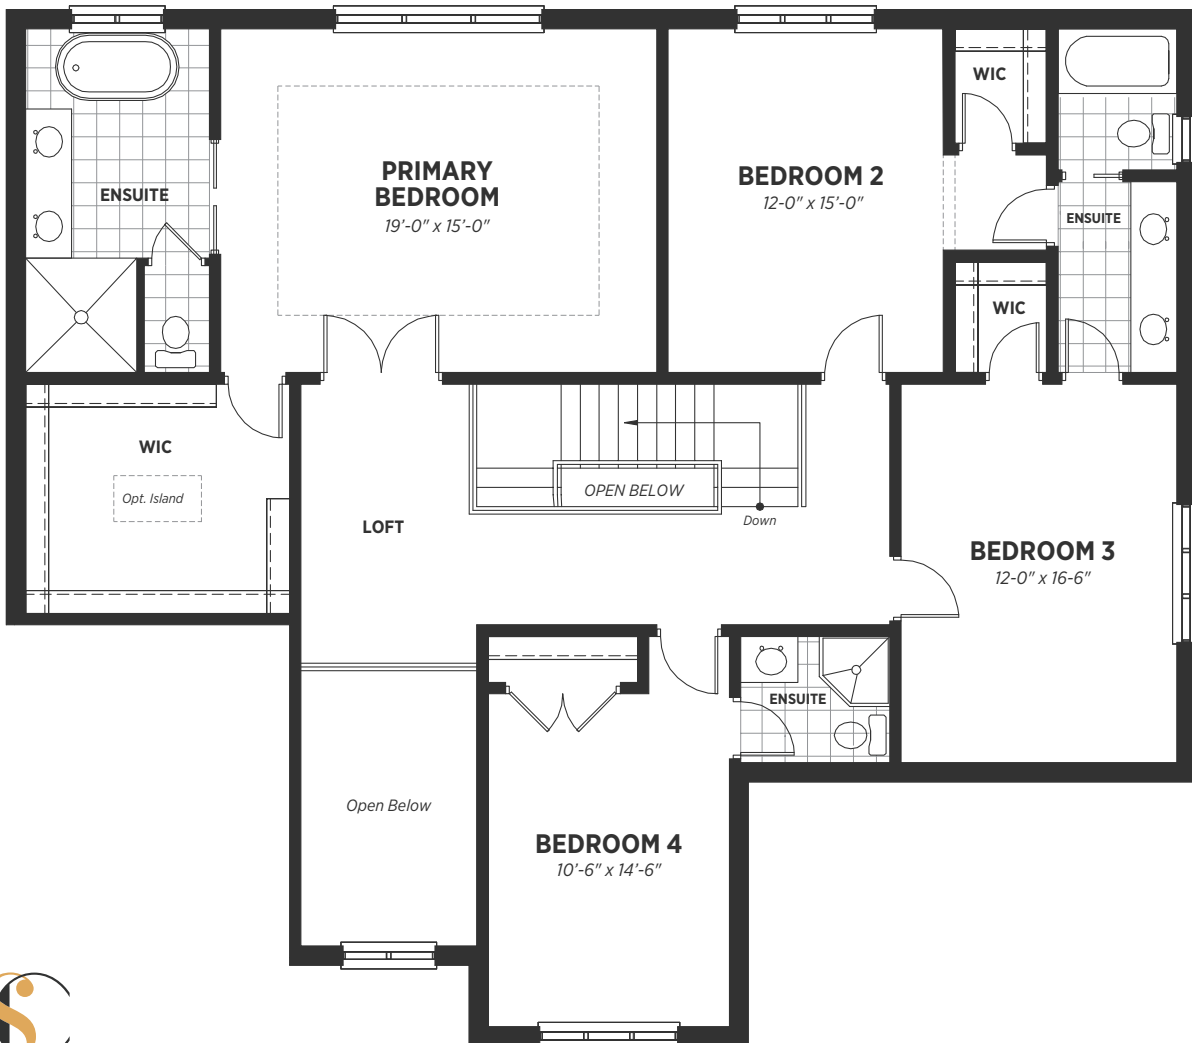 PRIMARY
BEDROOM
19’-0” x 15’-0”
BEDROOM 2
12-0” x 15’-0”
WIC
ENSUITE
ENSUITE
WIC
WIC
Opt. Island
LOFT
OPEN BELOW
Down
BEDROOM 3
12-0” x 16-6”
ENSUITE
Open Below
BEDROOM 4
10’-6” x 14’-6”